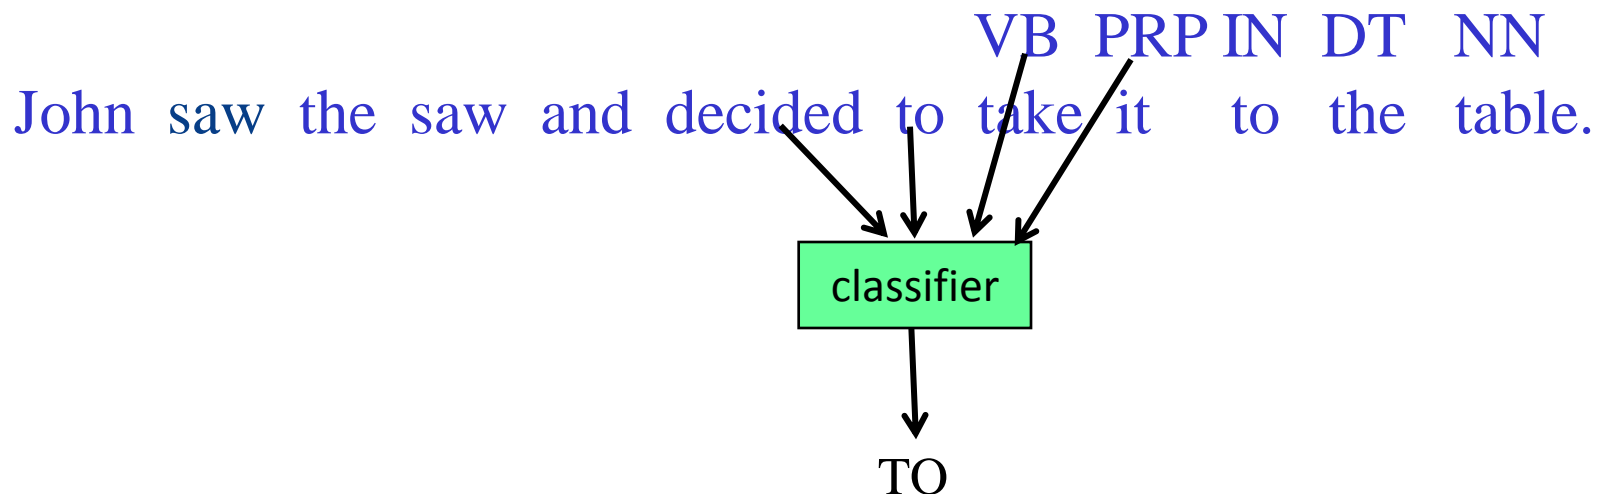 VB PRP IN DT NN
John saw the saw and decided to take it to the table.
classifier
TO